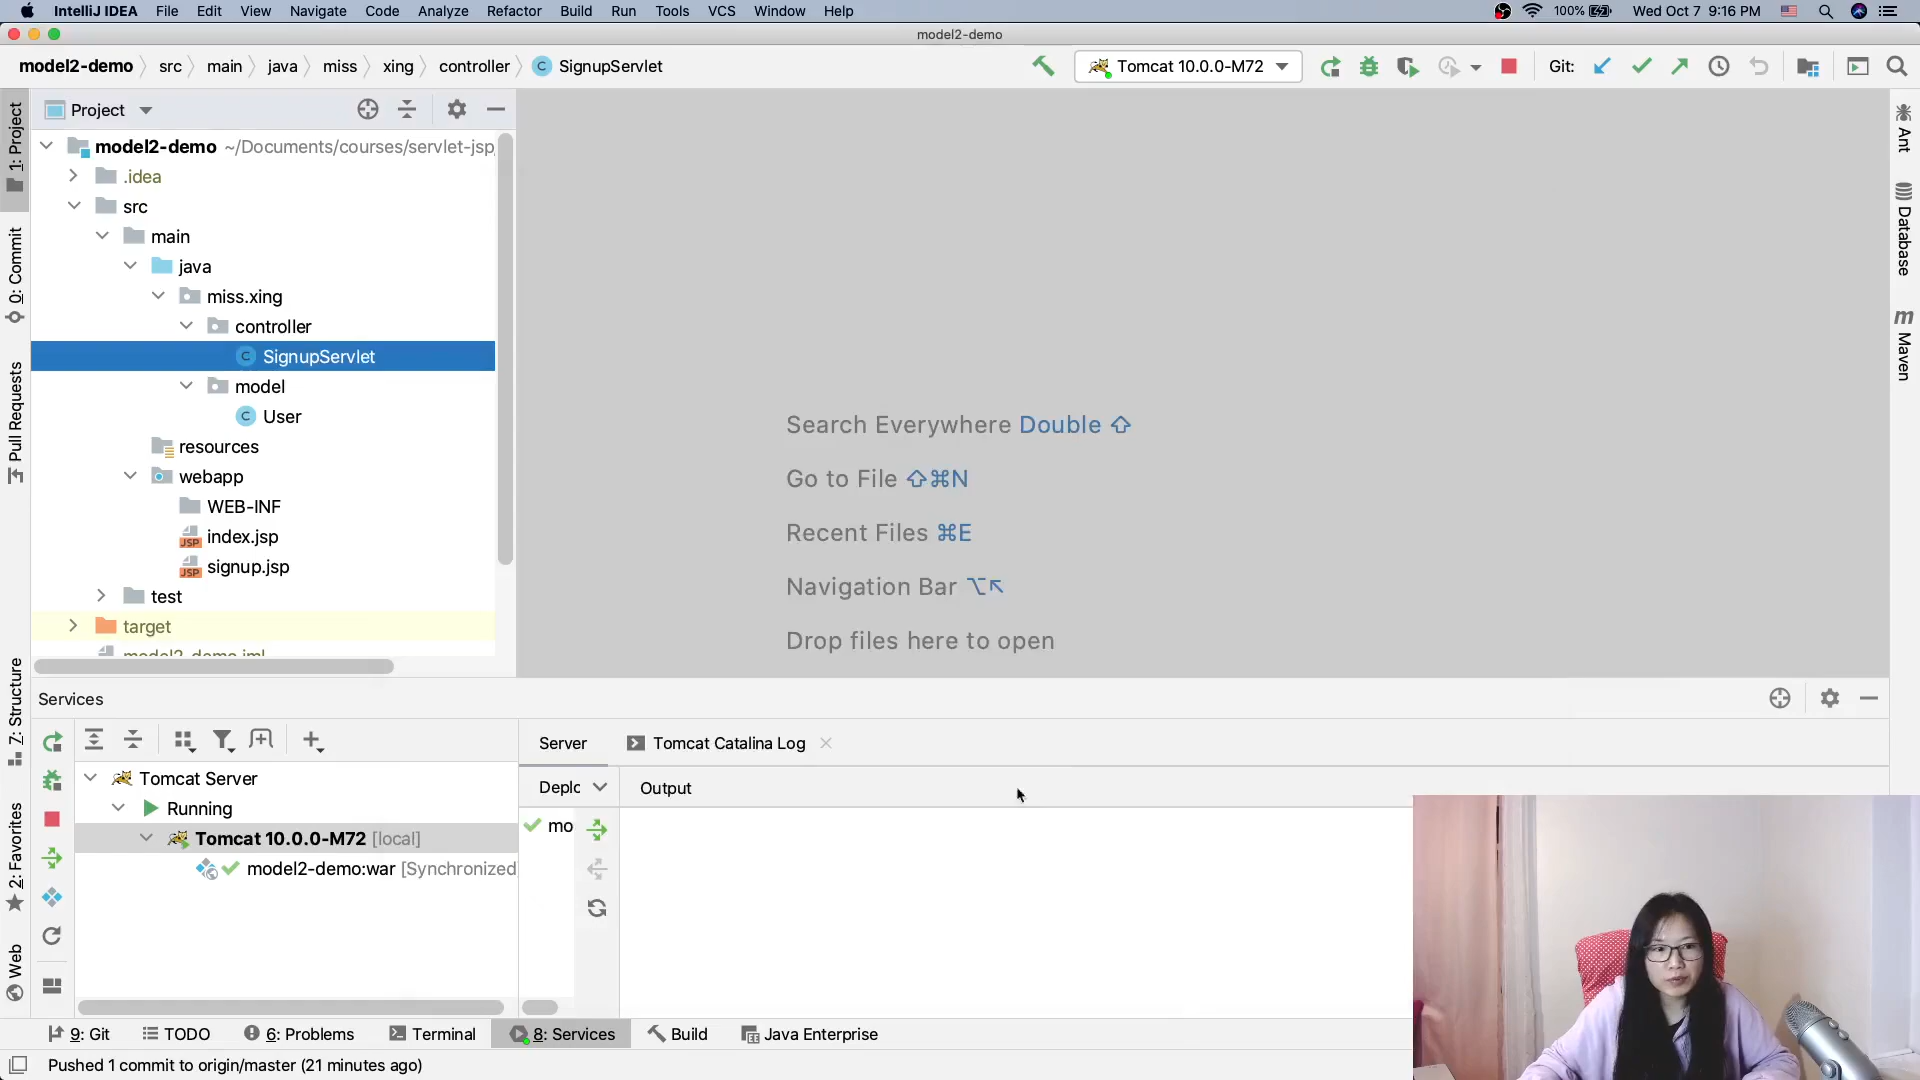 IntelliJ IDEA File Edit View Navigate Code Analyze Refactor Build Run Tools VCS Window Help 100% Wed Oct 7 9:16 PM
model2-demo
model2-demo src main java miss xing controller C SignupServlet Tomcat 10.0.0-M72 Git:
Project
model2-demo ~/Documents/courses/servlet-jsp
.idea
src
main
java
miss.xing
controller
C SignupServlet
model
C User
resources
webapp
WEB-INF
JSP index.jsp
JSP signup.jsp
test
target
model2-demo.iml
1: Project
0: Commit
Pull Requests
7: Structure
2: Favorites
Web
Search Everywhere Double ⇧
Go to File ⇧⌘N
Recent Files ⌘E
Navigation Bar ⌥↖
Drop files here to open
Ant
Database
m Maven
Services
Server Tomcat Catalina Log
Deplc Output
Tomcat Server
Running
Tomcat 10.0.0-M72 [local]
model2-demo:war [Synchronized
mo
9: Git TODO 6: Problems Terminal 8: Services Build Java Enterprise
Pushed 1 commit to origin/master (21 minutes ago)